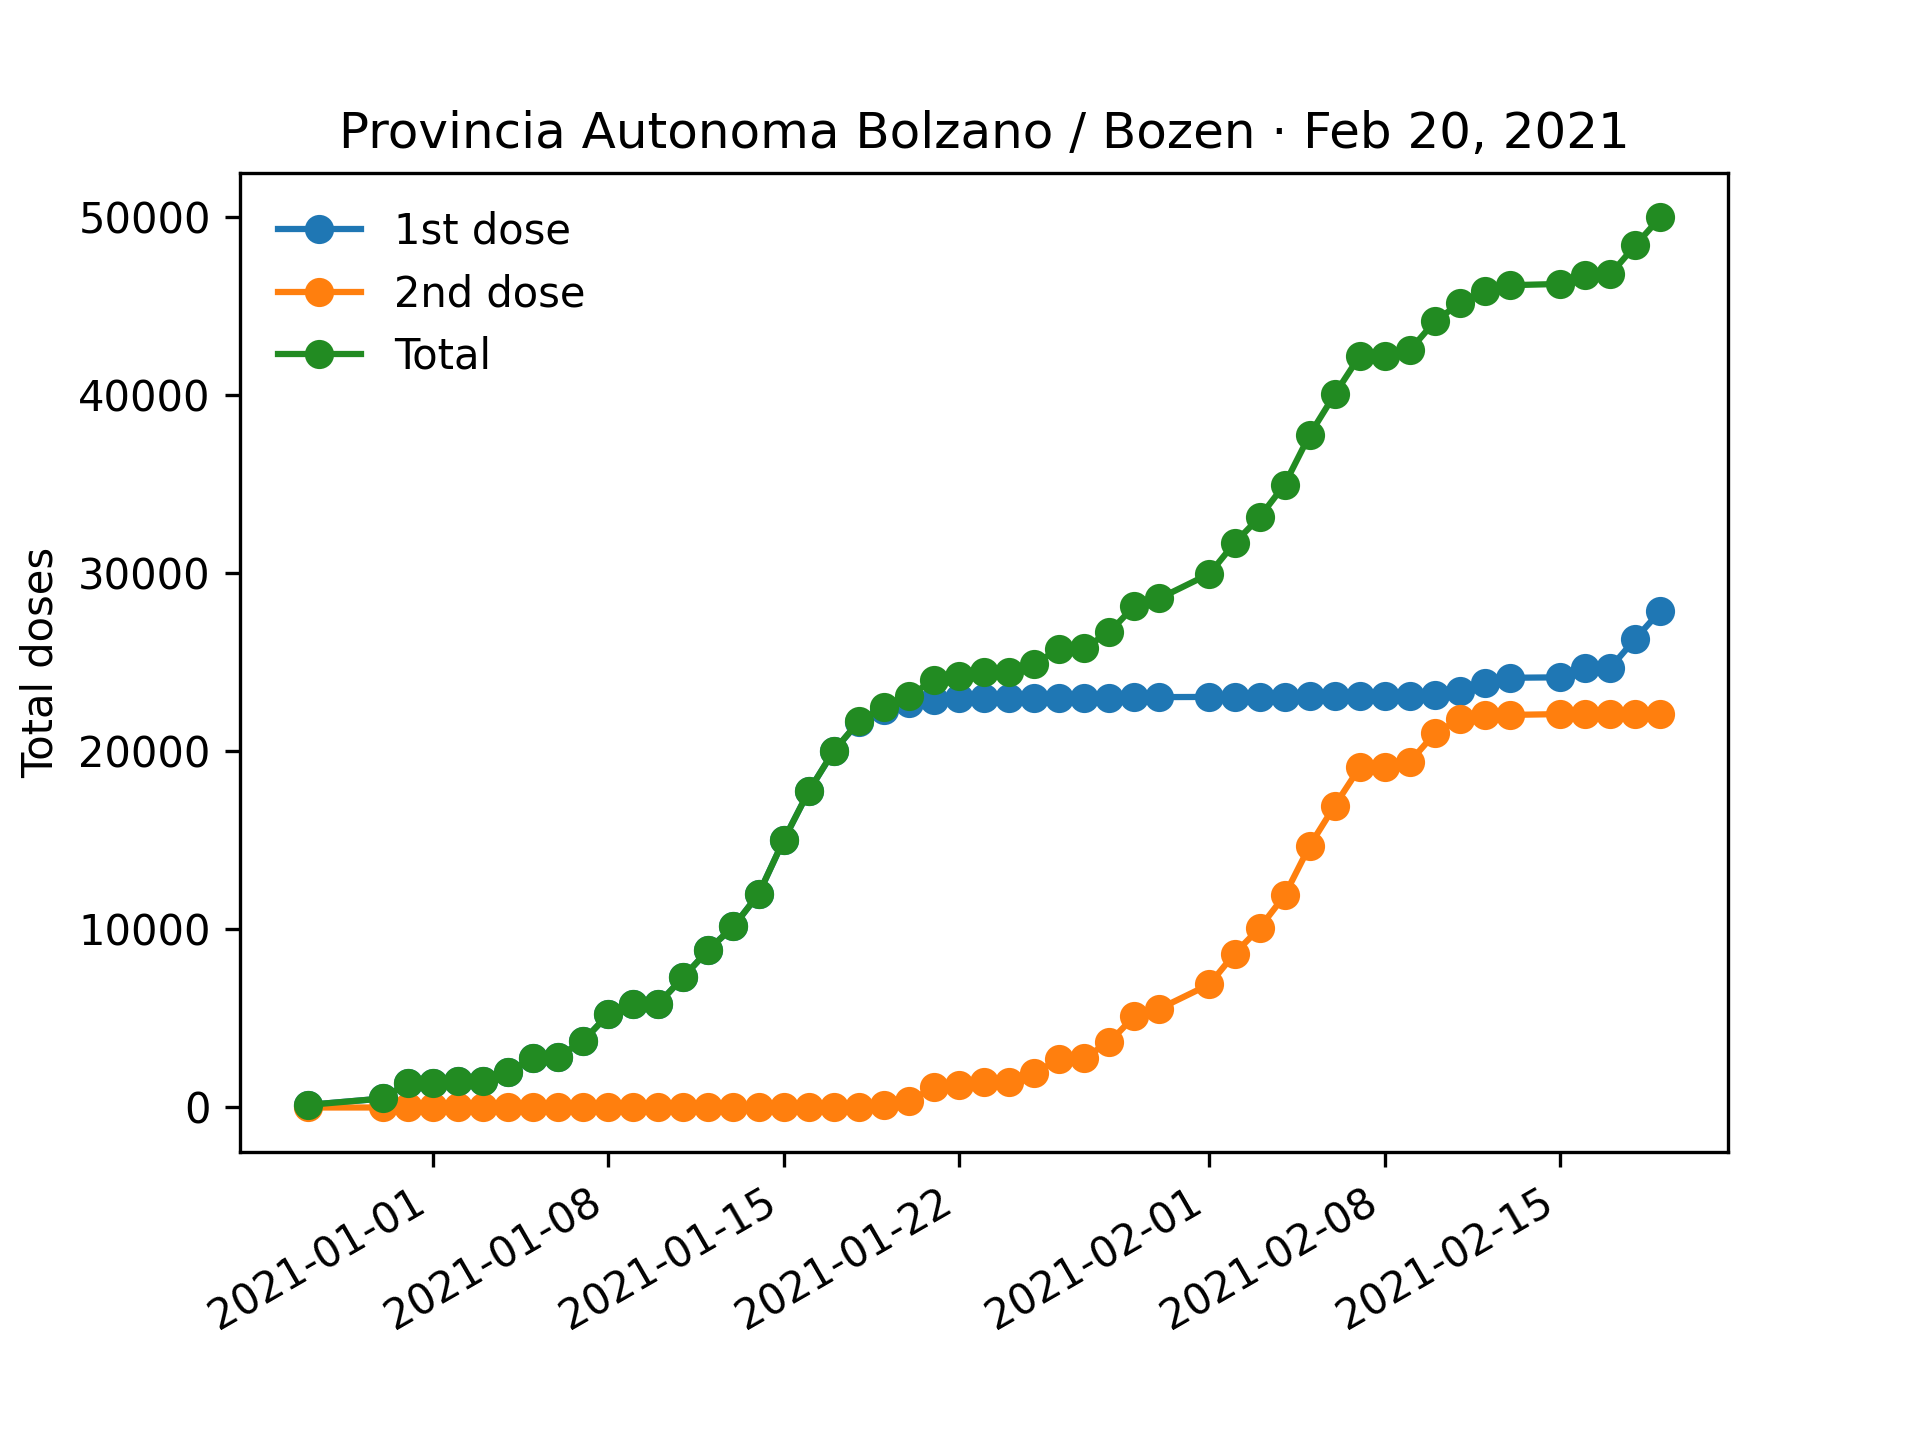 Provincia Autonoma Bolzano / Bozen · Feb 20, 2021
50000
40000
30000
20000
10000
0
Total doses
1st dose
2nd dose
Total
2021-01-01
2021-01-08
2021-01-15
2021-01-22
2021-02-01
2021-02-08
2021-02-15